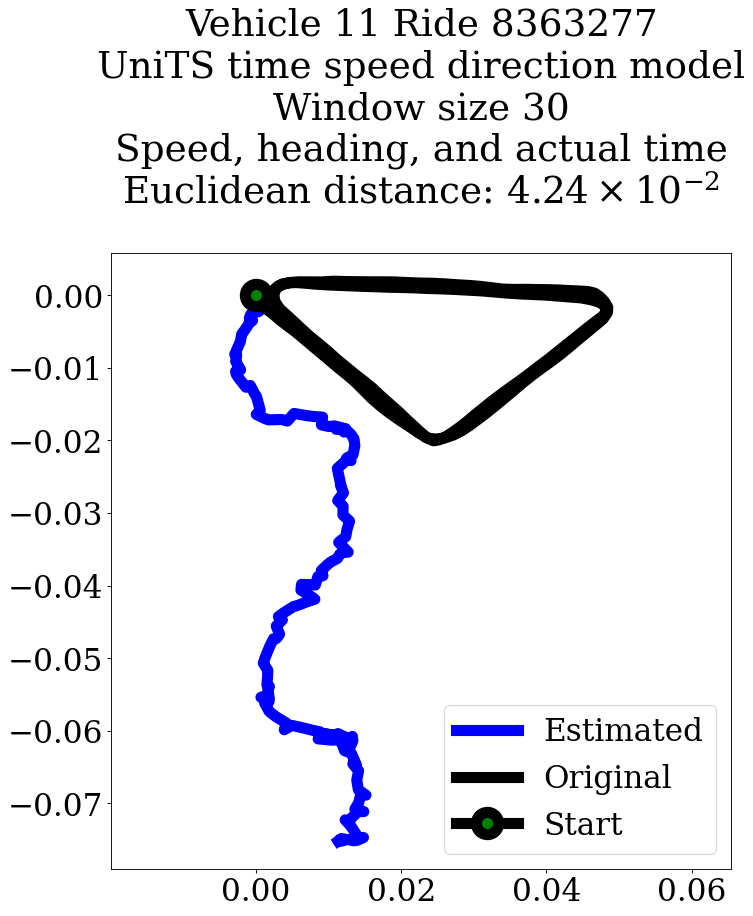 Vehicle 11 Ride 8363277
UniTS time speed direction model
Window size 30
Speed, heading, and actual time
Euclidean distance: 4.24 × 10⁻²
0.00
−0.01
−0.02
−0.03
−0.04
−0.05
−0.06
−0.07
Estimated
Original
Start
0.00 0.02 0.04 0.06